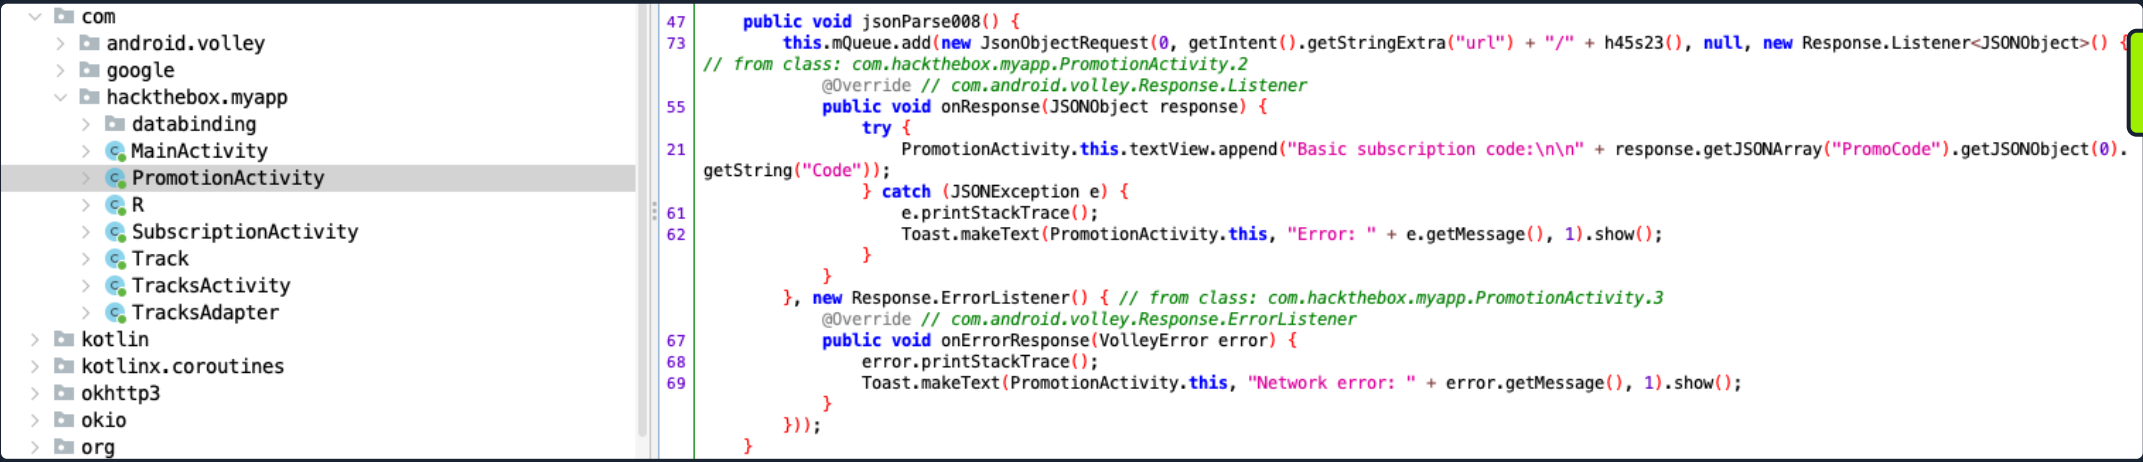 com
android.volley
google
hackthebox.myapp
databinding
MainActivity
PromotionActivity
R
SubscriptionActivity
Track
TracksActivity
TracksAdapter
kotlin
kotlinx.coroutines
okhttp3
okio
org
47 public void jsonParse008() {
73 this.mQueue.add(new JsonObjectRequest(0, getIntent().getStringExtra("url") + "/" + h45s23(), null, new Response.Listener<JSONObject>() {
// from class: com.hackthebox.myapp.PromotionActivity.2
@Override // com.android.volley.Response.Listener
55 public void onResponse(JSONObject response) {
try {
21 PromotionActivity.this.textView.append("Basic subscription code:\n\n" + response.getJSONArray("PromoCode").getJSONObject(0).
getString("Code"));
} catch (JSONException e) {
61 e.printStackTrace();
62 Toast.makeText(PromotionActivity.this, "Error: " + e.getMessage(), 1).show();
}
}
}, new Response.ErrorListener() { // from class: com.hackthebox.myapp.PromotionActivity.3
@Override // com.android.volley.Response.ErrorListener
67 public void onErrorResponse(VolleyError error) {
68 error.printStackTrace();
69 Toast.makeText(PromotionActivity.this, "Network error: " + error.getMessage(), 1).show();
}
}));
}